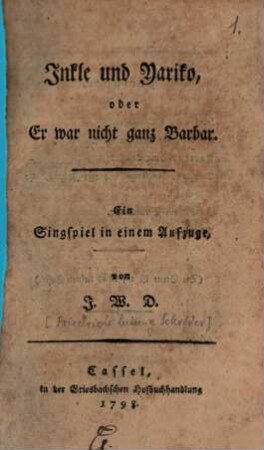 1.
Inkle und Yariko,
oder
Er war nicht ganz Barbar.
Ein
Singspiel in einem Aufzuge,
von
J. W. D.
Cassel,
in der Griesbachschen Hofbuchhandlung
1798.